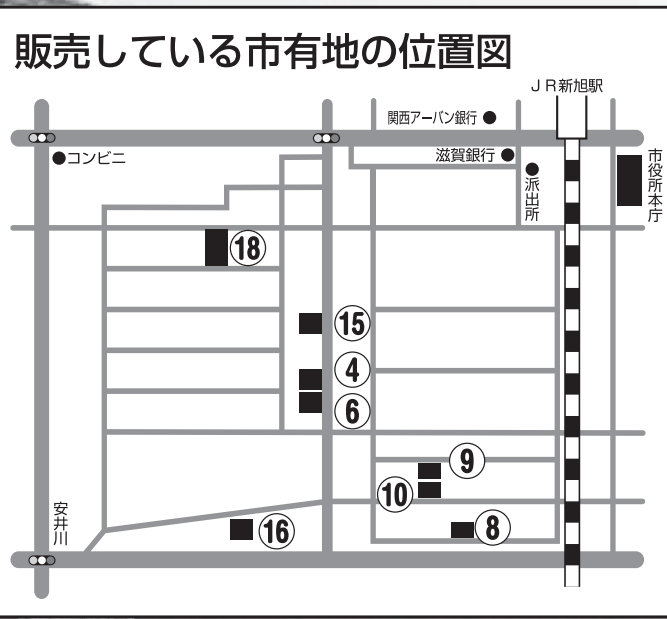 販売している市有地の位置図
JR新旭駅
関西アーバン銀行
コンビニ
滋賀銀行
派出所
市役所本庁
18
15
4
6
9
10
16
8
安井川